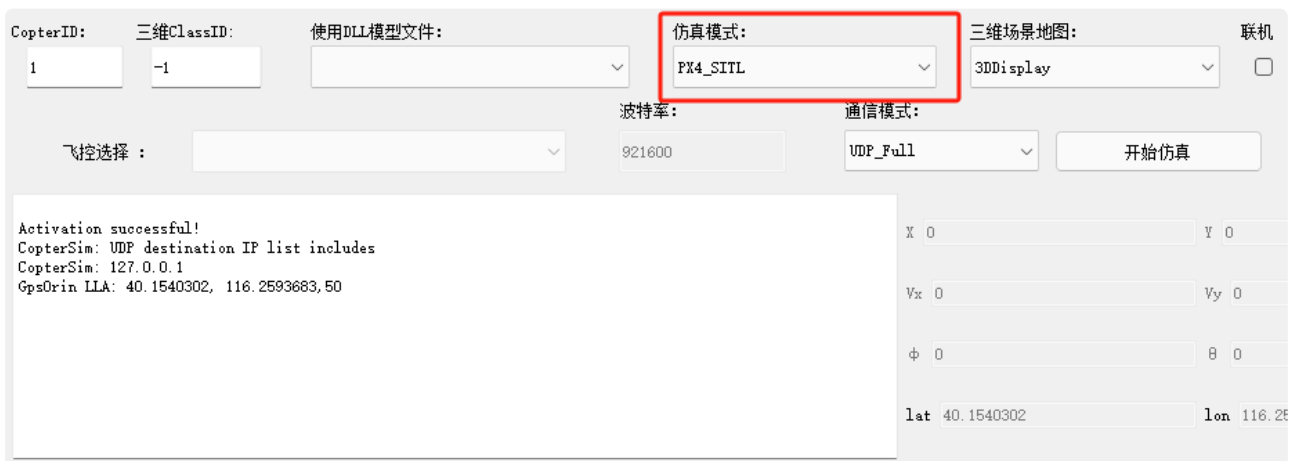 CopterID: 三维ClassID: 使用DLL模型文件: 仿真模式: 三维场景地图: 联机
1 -1 PX4_SITL 3DDisplay
波特率: 通信模式:
飞控选择 : 921600 UDP_Full 开始仿真
Activation successful!
CopterSim: UDP destination IP list includes
CopterSim: 127.0.0.1
GpsOrin LLA: 40.1540302, 116.2593683,50
X 0 Y 0
Vx 0 Vy 0
ф 0 θ 0
lat 40.1540302 lon 116.25